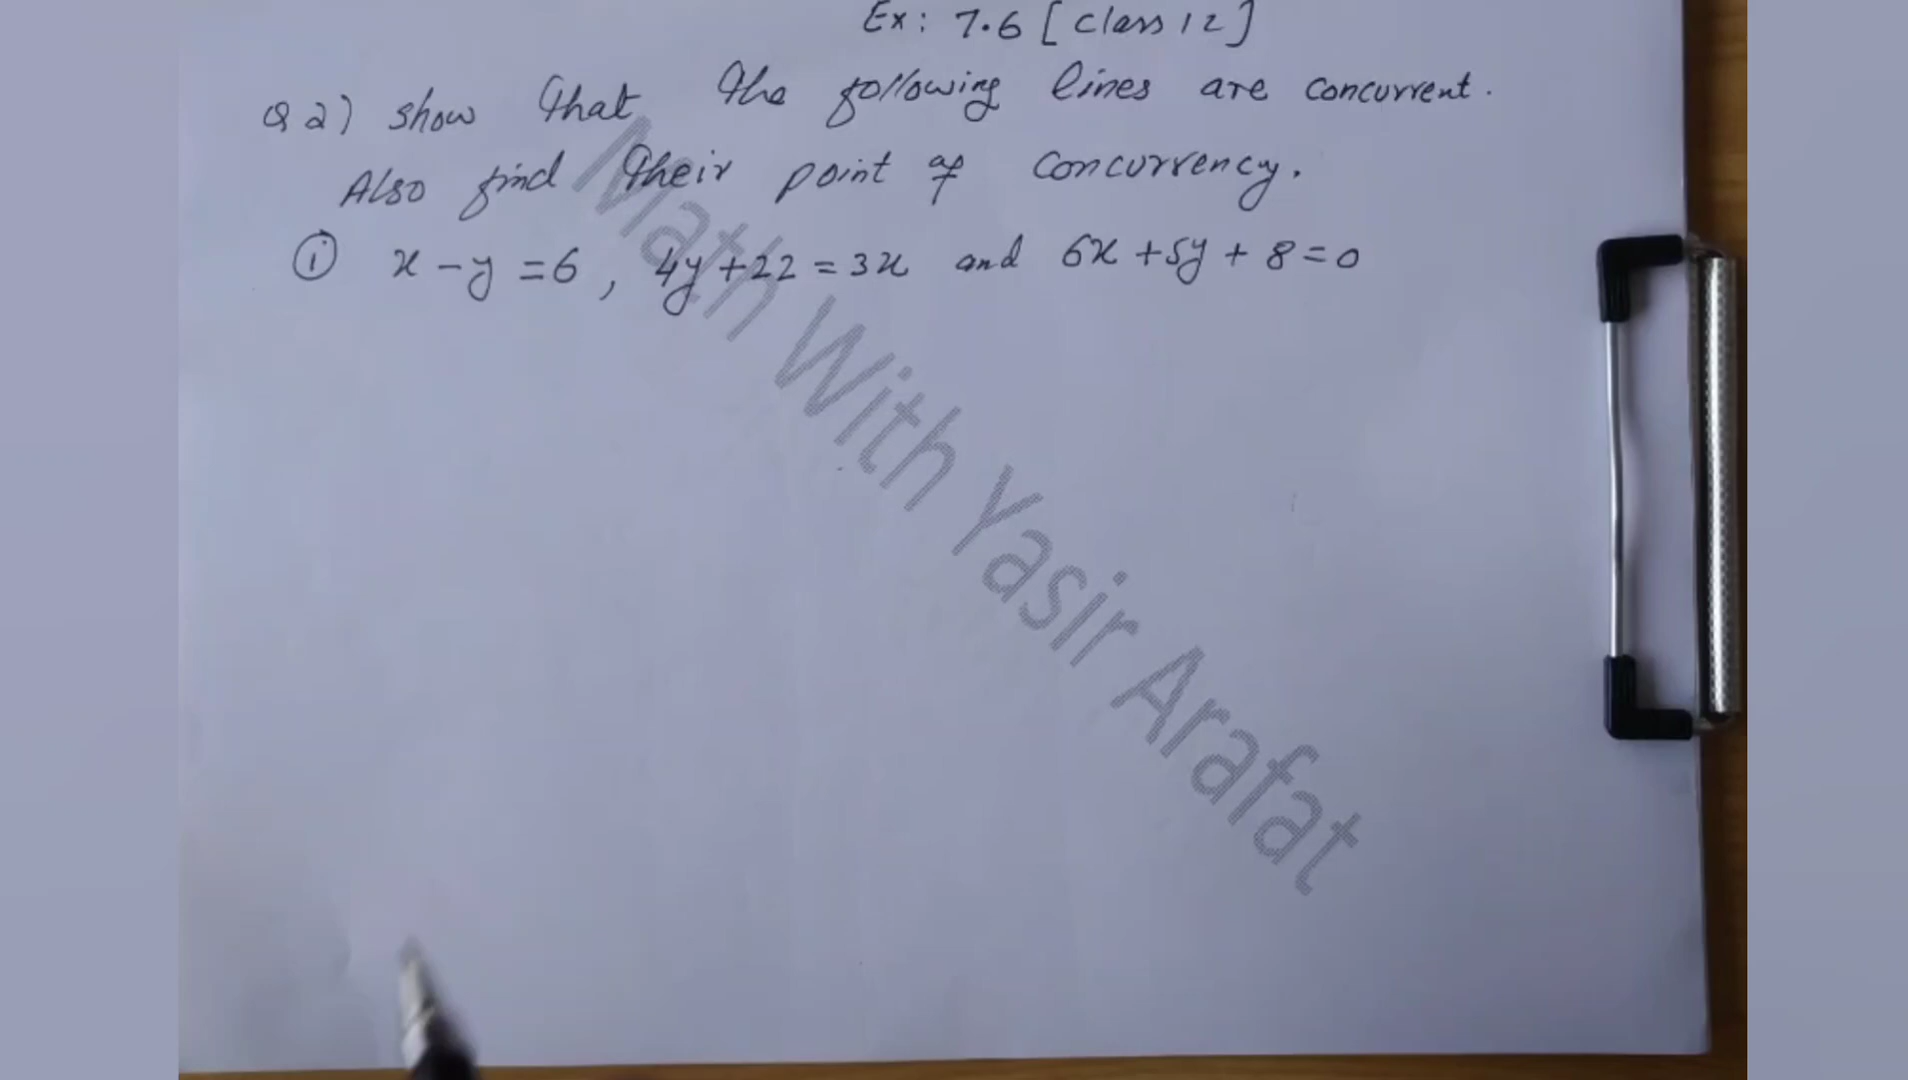 Ex: 7.6 [class 12]
Q2) show that the following lines are concurrent.
Also find their point of concurrency.
i x - y = 6, 4y + 22 = 3x and 6x + 5y + 8 = 0
Math With Yasir Arafat